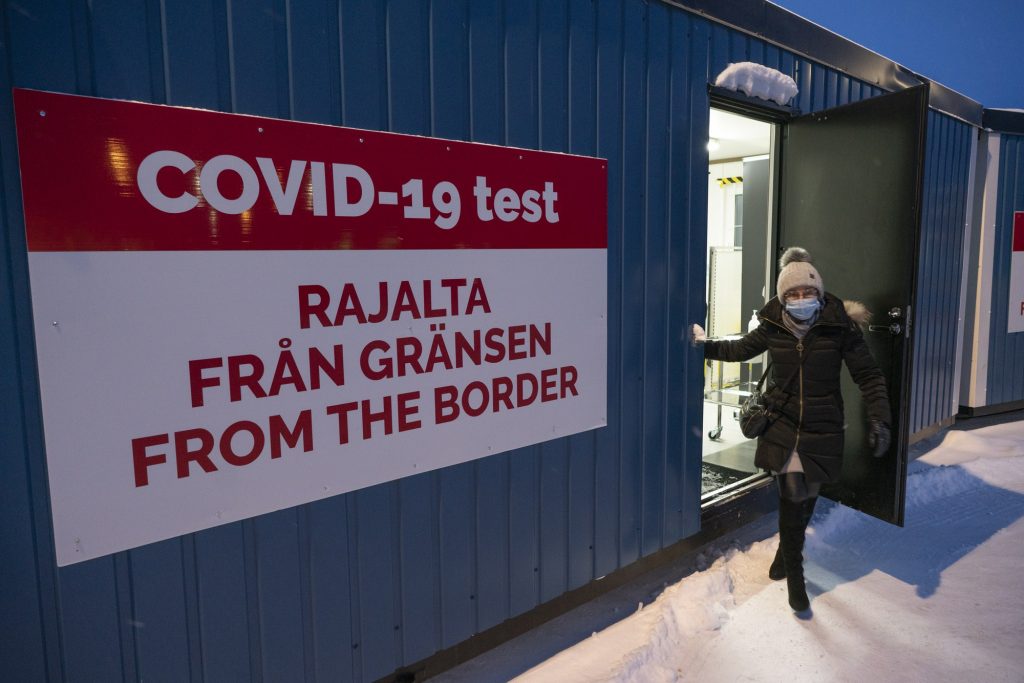 COVID-19 test
RAJALTA
FRÅN GRÄNSEN
FROM THE BORDER